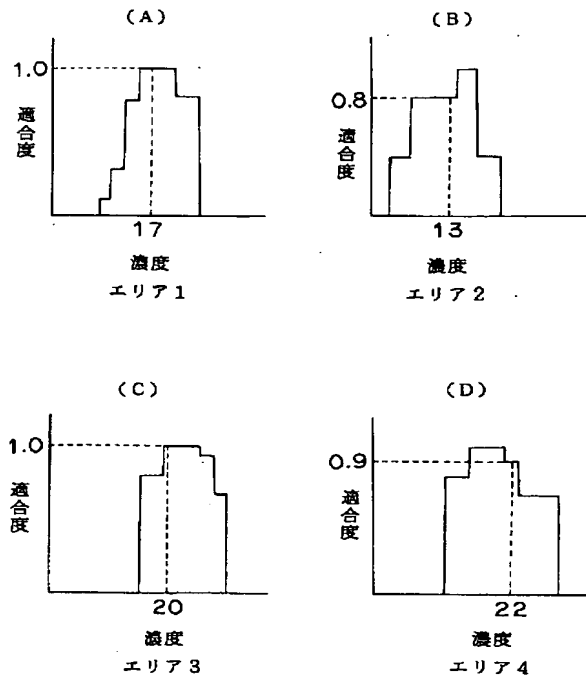 (A)
1.0
適合度
17
濃度
エリア1
(B)
0.8
適合度
13
濃度
エリア2
(C)
1.0
適合度
20
濃度
エリア3
(D)
0.9
適合度
22
濃度
エリア4